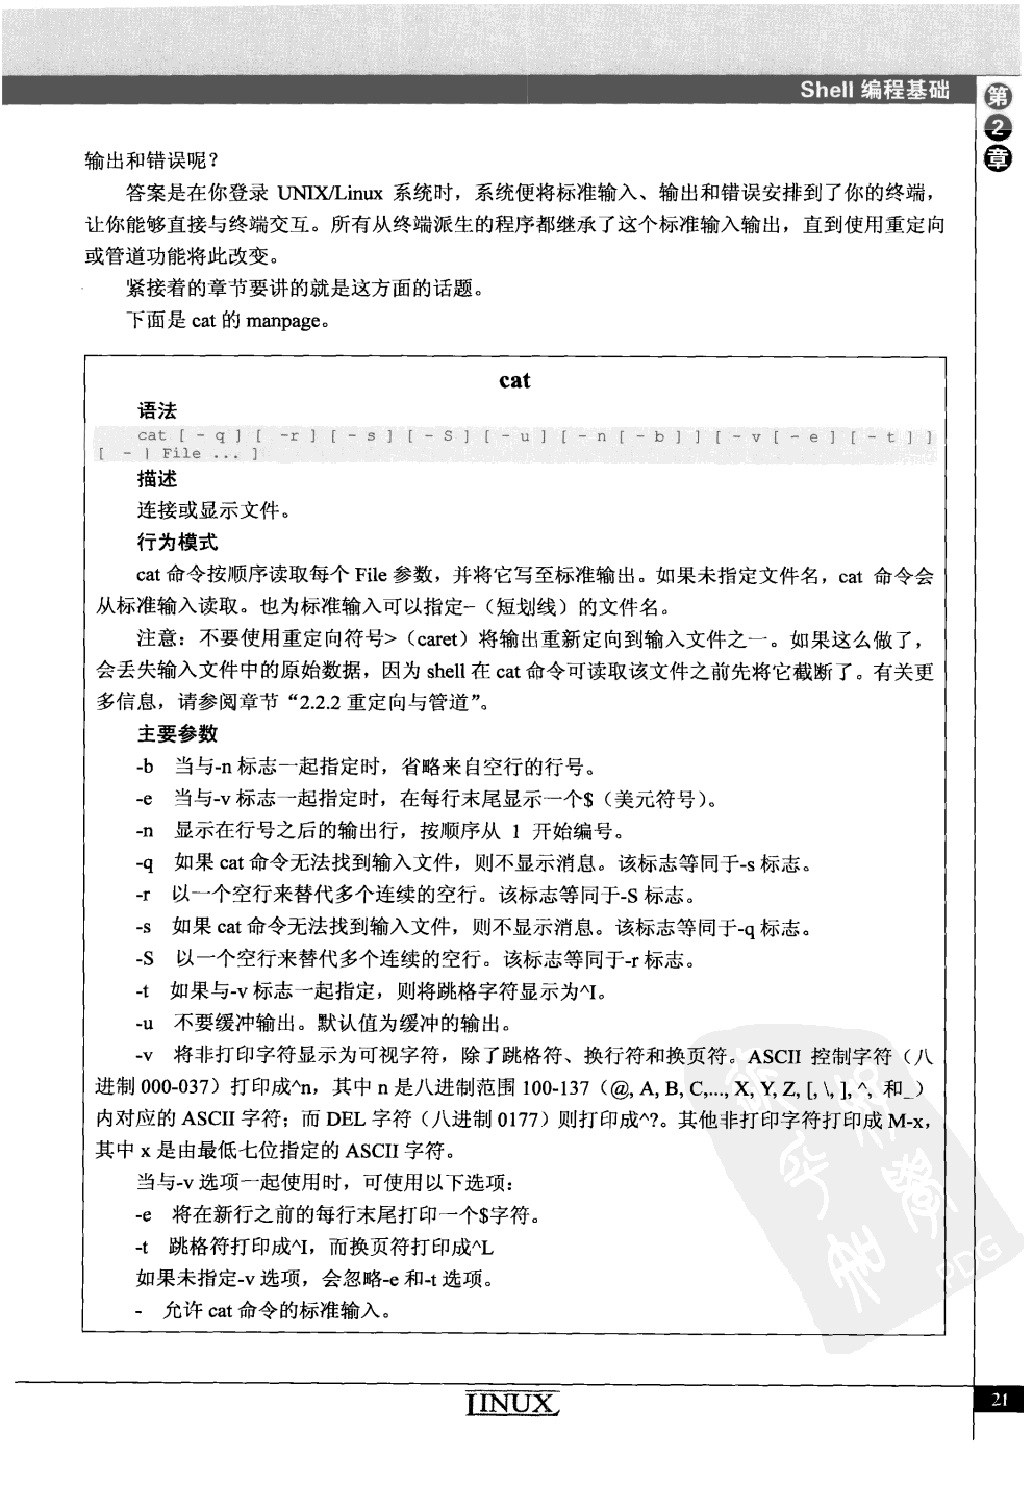 Shell 编程基础
第
2
章
输出和错误呢？
答案是在你登录 UNIX/Linux 系统时，系统便将标准输入、输出和错误安排到了你的终端，
让你能够直接与终端交互。所有从终端派生的程序都继承了这个标准输入输出，直到使用重定向
或管道功能将此改变。
紧接着的章节要讲的就是这方面的话题。
下面是 cat 的 manpage。
cat
语法
cat [ - q ] [ -r ] [ - s ] [ - S ] [ - u ] [ - n [ - b ] ] [ - v [ - e ] [ - t ] ]
[ - | File ... ]
描述
连接或显示文件。
行为模式
cat 命令按顺序读取每个 File 参数，并将它写至标准输出。如果未指定文件名，cat 命令会
从标准输入读取。也为标准输入可以指定-（短划线）的文件名。
注意：不要使用重定向符号>（caret）将输出重新定向到输入文件之一。如果这么做了，
会丢失输入文件中的原始数据，因为 shell 在 cat 命令可读取该文件之前先将它截断了。有关更
多信息，请参阅章节“2.2.2 重定向与管道”。
主要参数
-b 当与-n 标志一起指定时，省略来自空行的行号。
-e 当与-v 标志一起指定时，在每行末尾显示一个$（美元符号）。
-n 显示在行号之后的输出行，按顺序从 1 开始编号。
-q 如果 cat 命令无法找到输入文件，则不显示消息。该标志等同于-s 标志。
-r 以一个空行来替代多个连续的空行。该标志等同于-S 标志。
-s 如果 cat 命令无法找到输入文件，则不显示消息。该标志等同于-q 标志。
-S 以一个空行来替代多个连续的空行。该标志等同于-r 标志。
-t 如果与-v 标志一起指定，则将跳格字符显示为^I。
-u 不要缓冲输出。默认值为缓冲的输出。
-v 将非打印字符显示为可视字符，除了跳格符、换行符和换页符。ASCII 控制字符（八
进制 000-037）打印成^n，其中 n 是八进制范围 100-137（@, A, B, C,..., X, Y, Z, [, \, ], ^, 和_）
内对应的 ASCII 字符；而 DEL 字符（八进制 0177）则打印成^?。其他非打印字符打印成 M-x，
其中 x 是由最低七位指定的 ASCII 字符。
当与-v 选项一起使用时，可使用以下选项：
-e 将在新行之前的每行末尾打印一个$字符。
-t 跳格符打印成^I，而换页符打印成^L
如果未指定-v 选项，会忽略-e 和-t 选项。
- 允许 cat 命令的标准输入。
PDG
LINUX
21